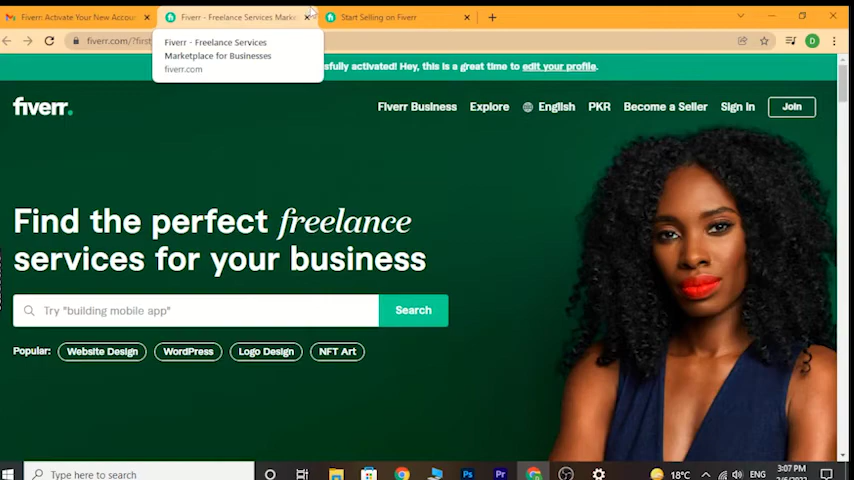 Fiverr: Activate Your New Accou
Fiverr - Freelance Services Mark
Start Selling on Fiverr
fiverr.com/?first
D
Fiverr - Freelance Services
Marketplace for Businesses
fiverr.com
sfully activated! Hey, this is a great time to edit your profile.
fiverr.
Fiverr Business
Explore
English
PKR
Become a Seller
Sign In
Join
Find the perfect freelance
services for your business
Try "building mobile app"
Search
Popular:
Website Design
WordPress
Logo Design
NFT Art
Type here to search
Ps
Pr
18°C
ENG
3:07 PM